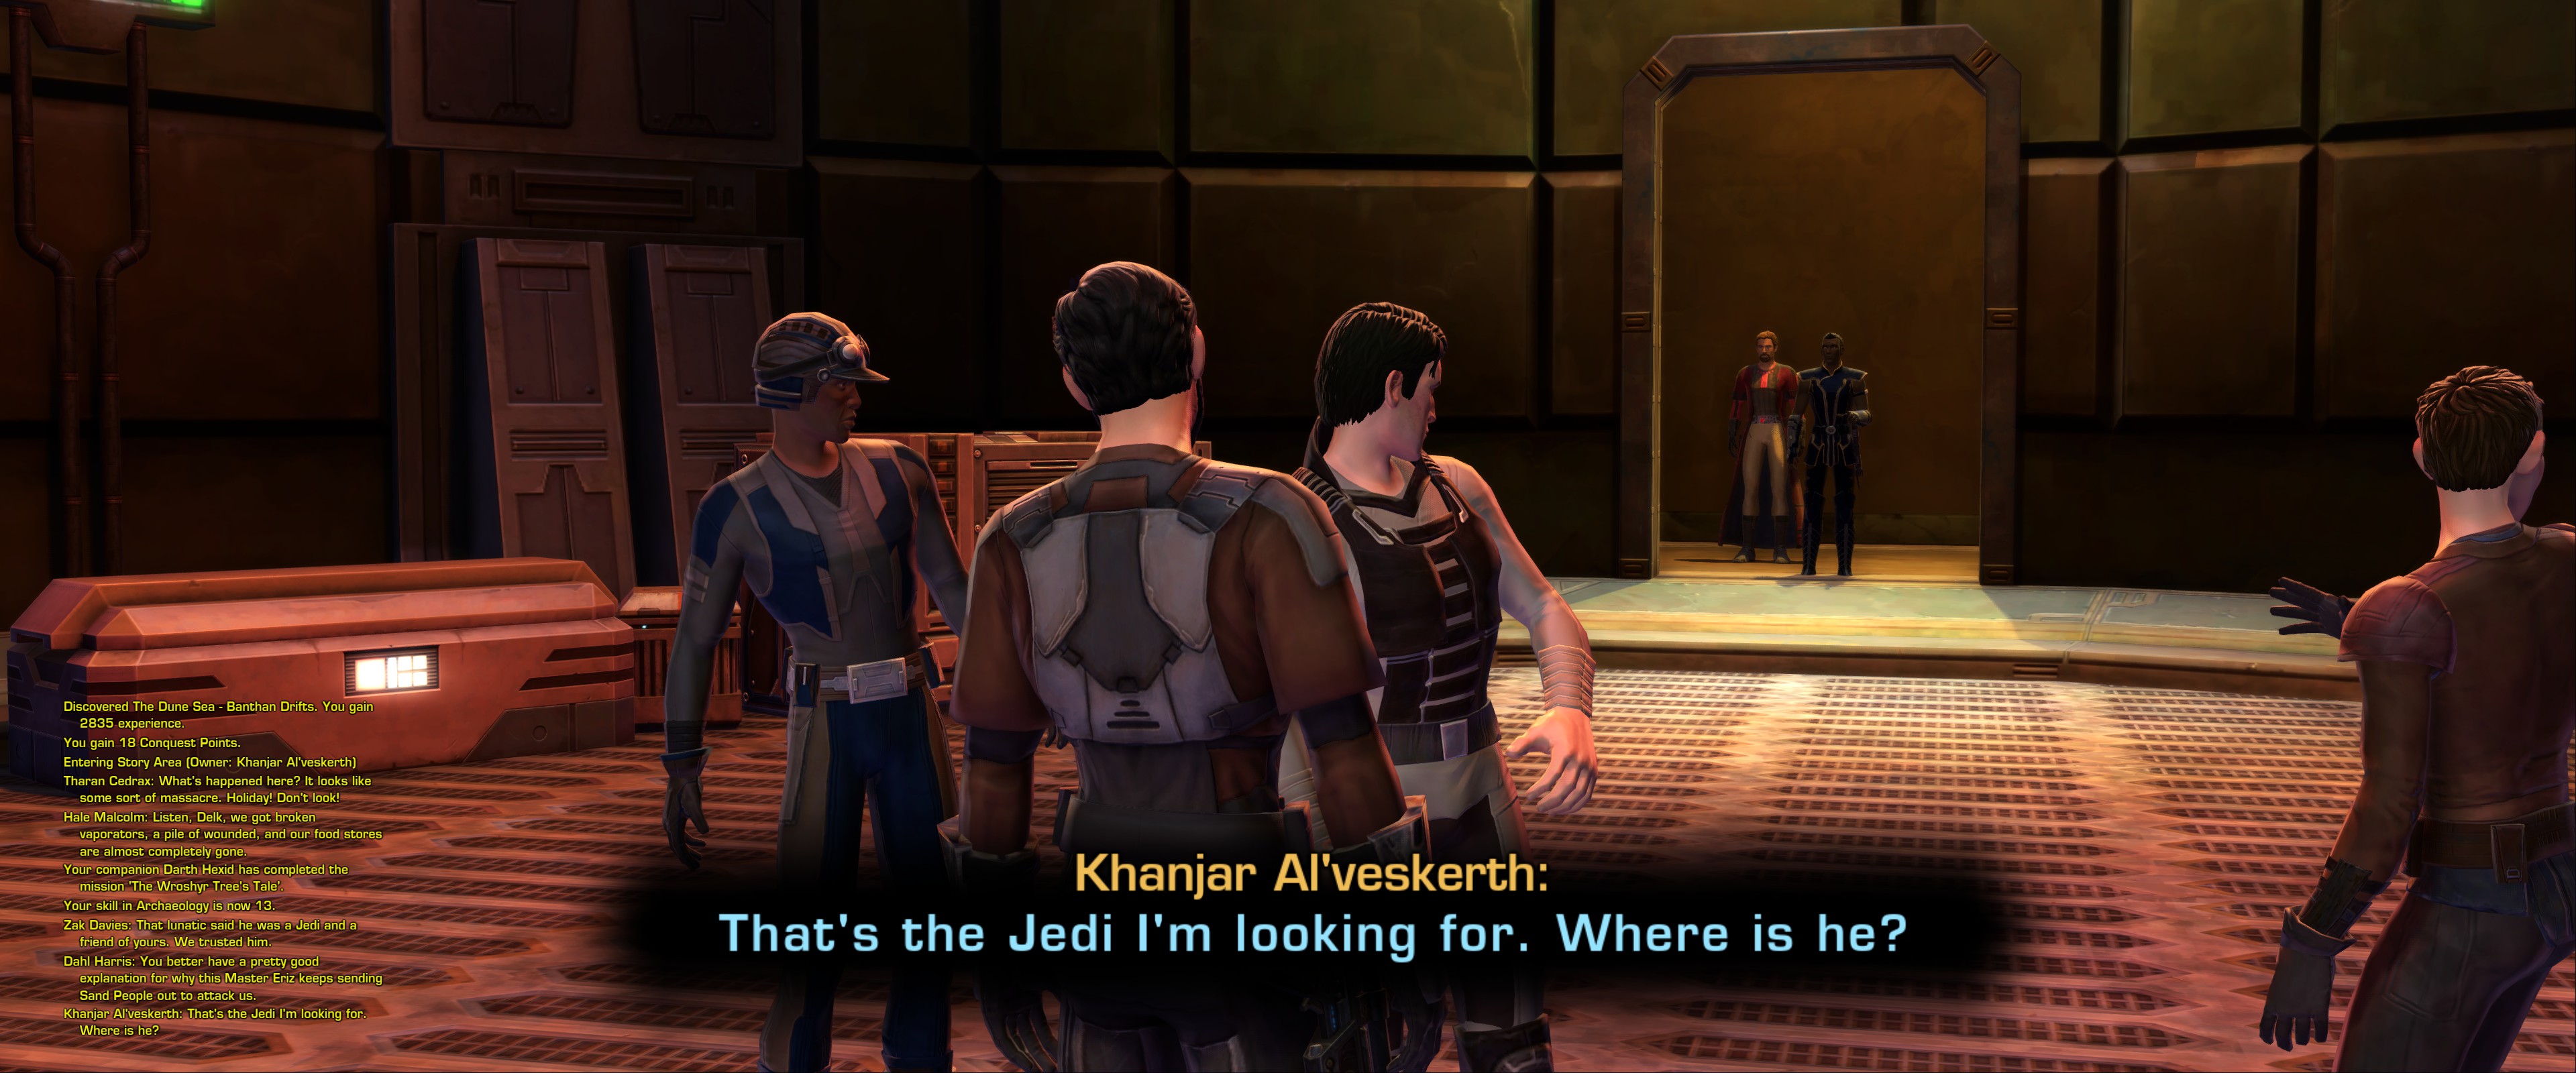 Discovered The Dune Sea - Banthan Drifts. You gain
2835 experience.
You gain 18 Conquest Points.
Entering Story Area (Owner: Khanjar Al'veskerth)
Tharan Cedrax: What's happened here? It looks like
some sort of massacre. Holiday! Don't look!
Hale Malcolm: Listen, Delk, we got broken
vaporators, a pile of wounded, and our food stores
are almost completely gone.
Your companion Darth Hexid has completed the
mission 'The Wroshyr Tree's Tale'.
Your skill in Archaeology is now 13.
Zak Davies: That lunatic said he was a Jedi and a
friend of yours. We trusted him.
Dahl Harris: You better have a pretty good
explanation for why this Master Eriz keeps sending
Sand People out to attack us.
Khanjar Al'veskerth: That's the Jedi I'm looking for.
Where is he?
Khanjar Al'veskerth:
That's the Jedi I'm looking for. Where is he?